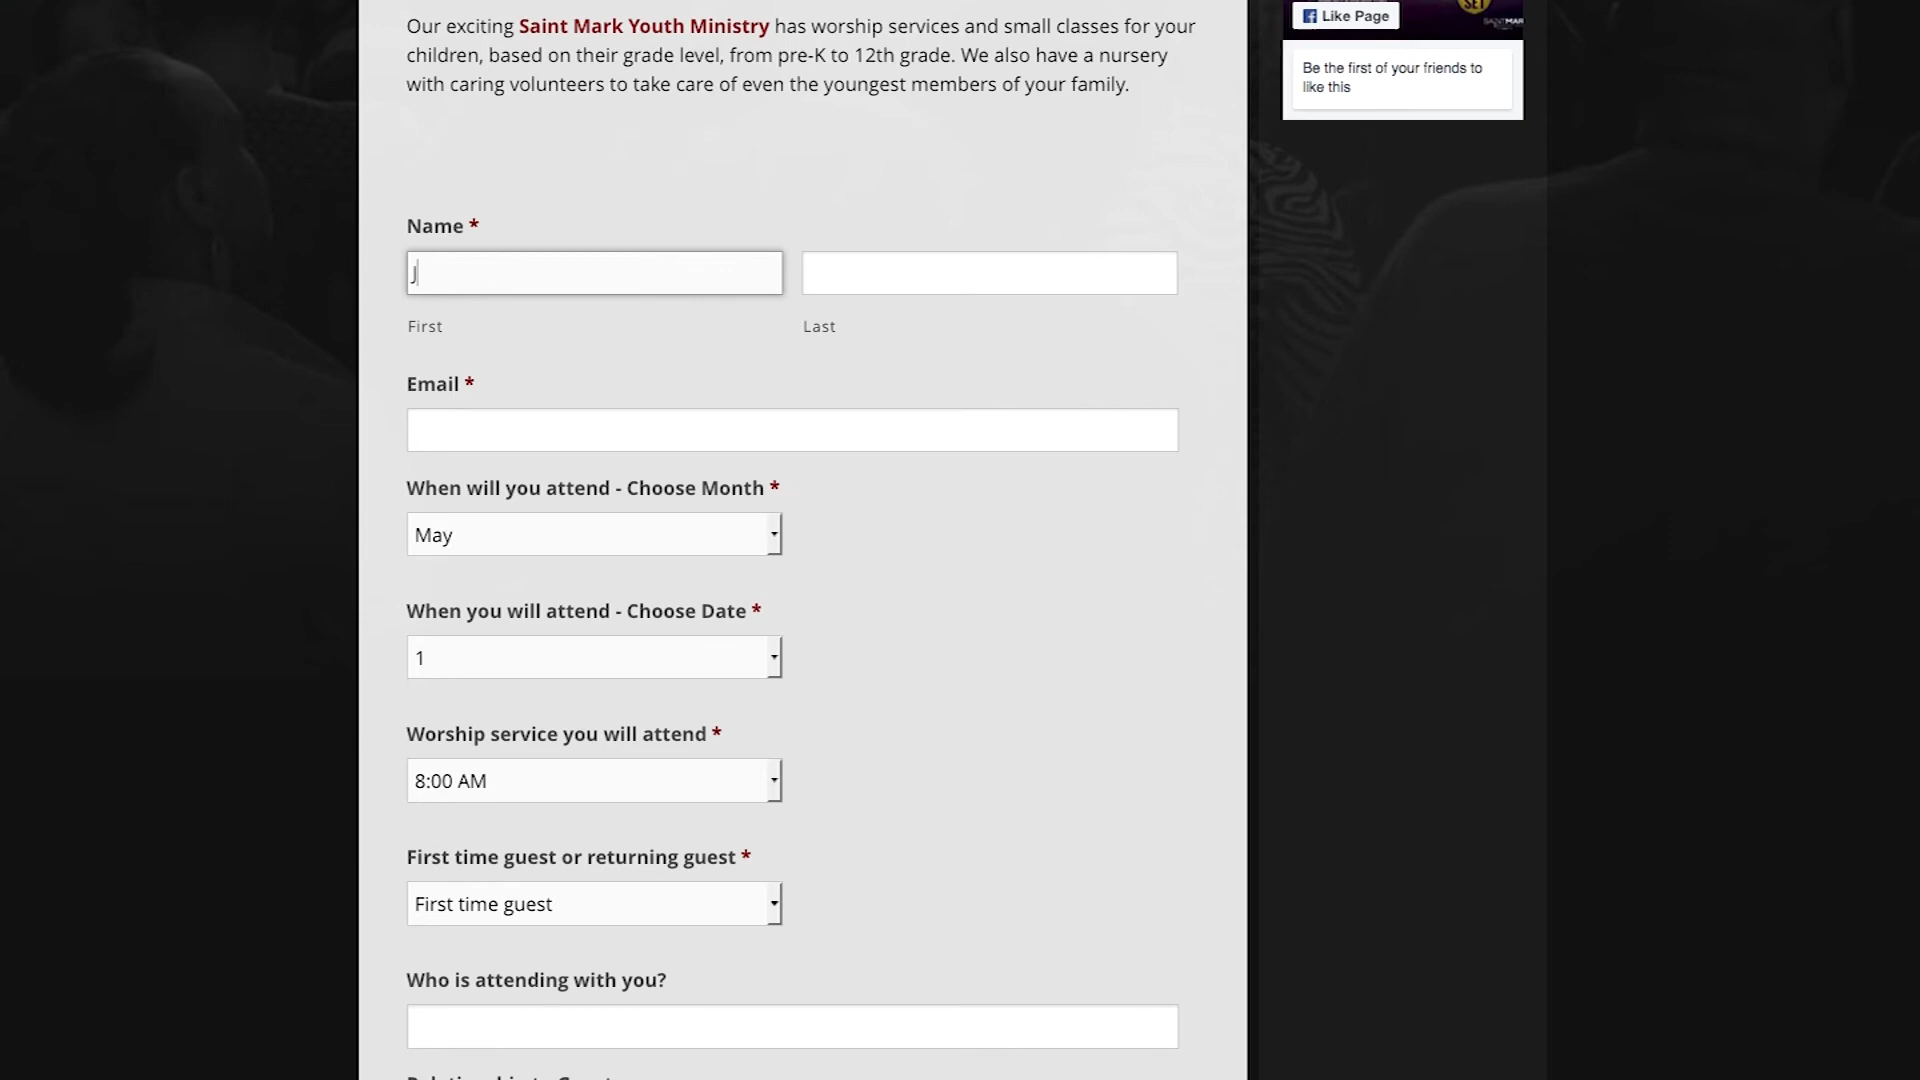 Our exciting Saint Mark Youth Ministry has worship services and small classes for your
children, based on their grade level, from pre-K to 12th grade. We also have a nursery
with caring volunteers to take care of even the youngest members of your family.
Like Page
Be the first of your friends to
like this
Name *
J
First
Last
Email *
When will you attend - Choose Month *
May
When you will attend - Choose Date *
1
Worship service you will attend *
8:00 AM
First time guest or returning guest *
First time guest
Who is attending with you?